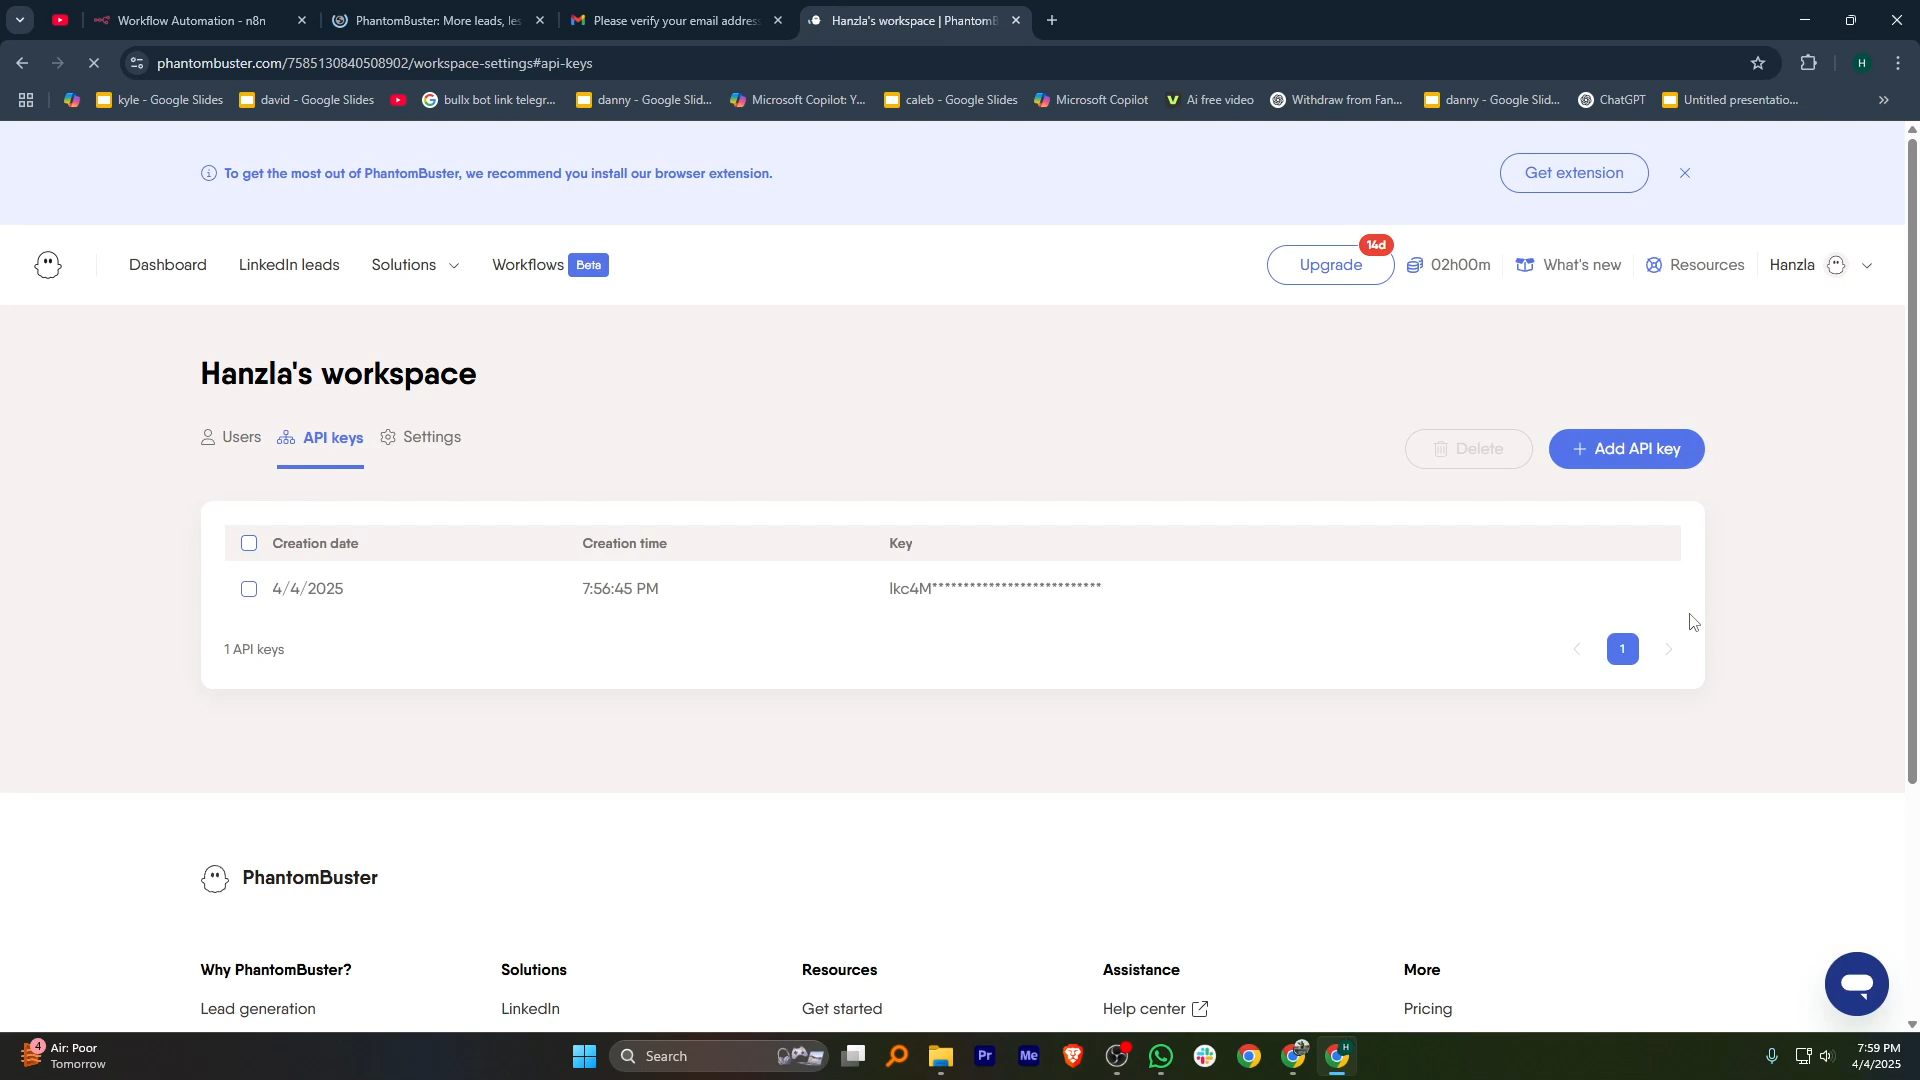 Workflow Automation - n8n
PhantomBuster: More leads, les
Please verify your email address
Hanzla's workspace | PhantomB
phantombuster.com/7585130840508902/workspace-settings#api-keys
H
kyle - Google Slides
david - Google Slides
bullx bot link telegr...
danny - Google Slid...
Microsoft Copilot: Y...
caleb - Google Slides
Microsoft Copilot
Ai free video
Withdraw from Fan...
danny - Google Slid...
ChatGPT
Untitled presentatio...
To get the most out of PhantomBuster, we recommend you install our browser extension.
Get extension
Dashboard
LinkedIn leads
Solutions
Workflows Beta
14d
Upgrade
02h00m
What's new
Resources
Hanzla
Hanzla's workspace
Users
API keys
Settings
Delete
+ Add API key
Creation date Creation time Key
4/4/2025 7:56:45 PM lkc4M***************************
1 API keys
1
PhantomBuster
Why PhantomBuster? Solutions Resources Assistance More
Lead generation LinkedIn Get started Help center Pricing
4
Air: Poor
Tomorrow
Search
Pr
Me
H
7:59 PM
4/4/2025